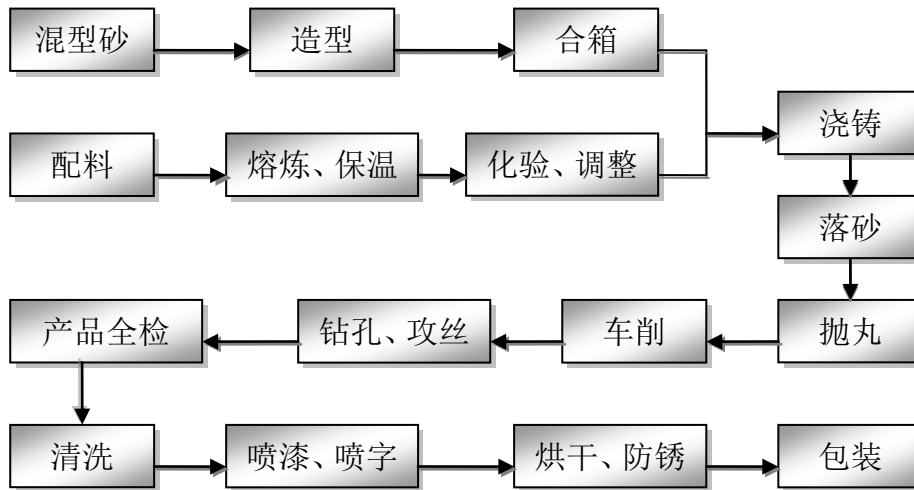 混型砂
造型
合箱
浇铸
配料
熔炼、保温
化验、调整
落砂
产品全检
钻孔、攻丝
车削
抛丸
清洗
喷漆、喷字
烘干、防锈
包装